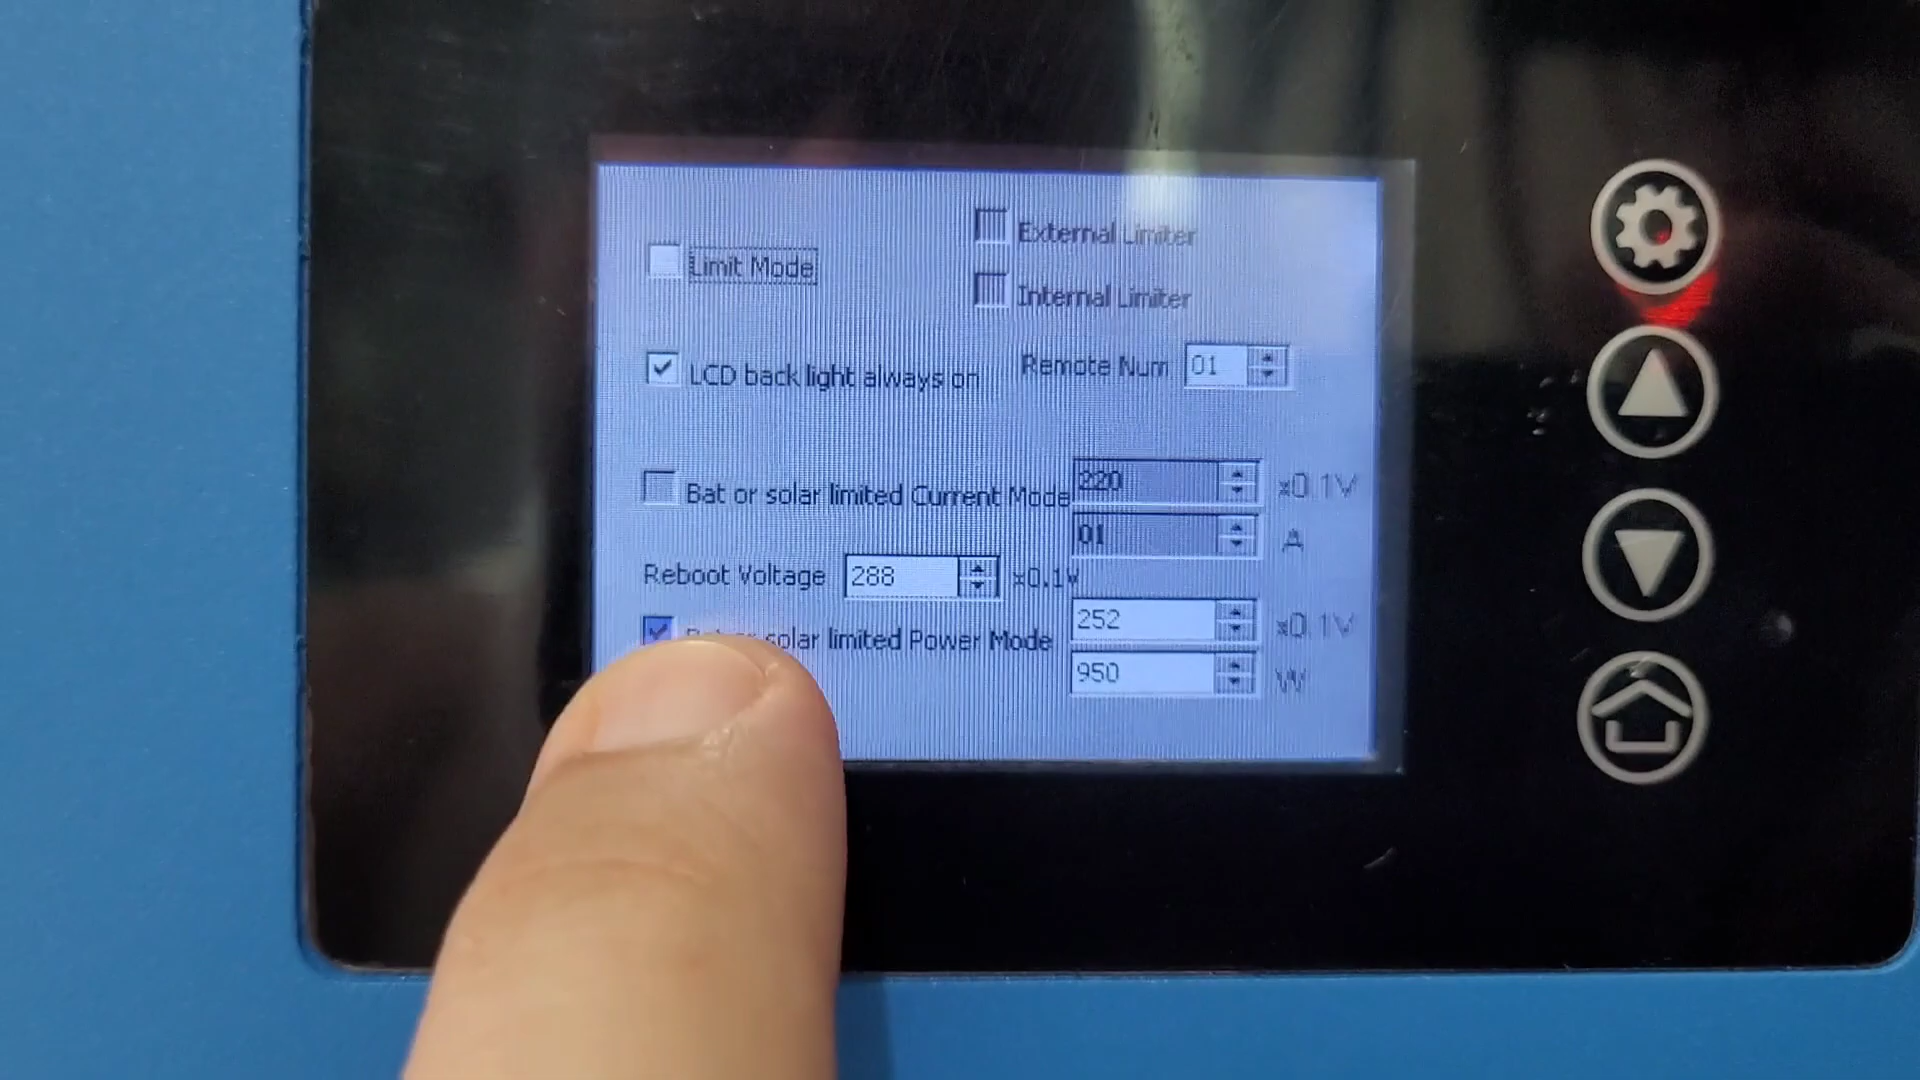 External Limiter
Limit Mode
Internal Limiter
LCD back light always on
Remote Num 01
Bat or solar limited Current Mode 220 x0.1V
01 A
Reboot Voltage 288 x0.1V
solar limited Power Mode 252 x0.1V
950 W